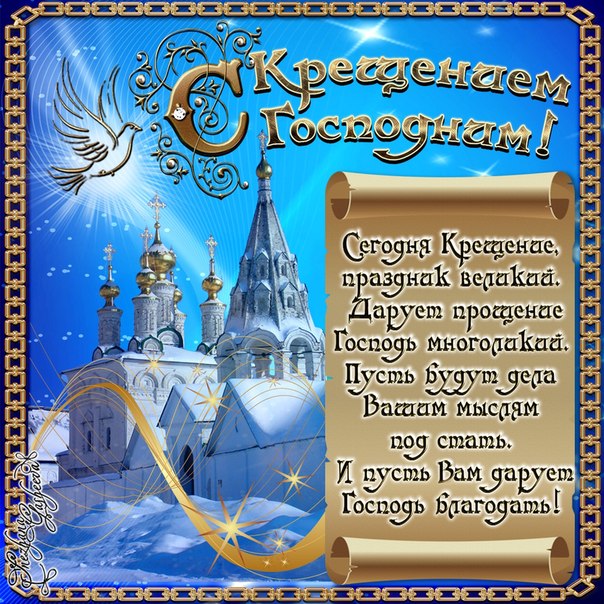 С Крещением
Господним!
Сегодня Крещение,
праздник великий.
Дарует прощение
Господь многоликий.
Пусть будут дела
Вашим мыслям
под стать.
И пусть Вам дарует
Господь благодать!